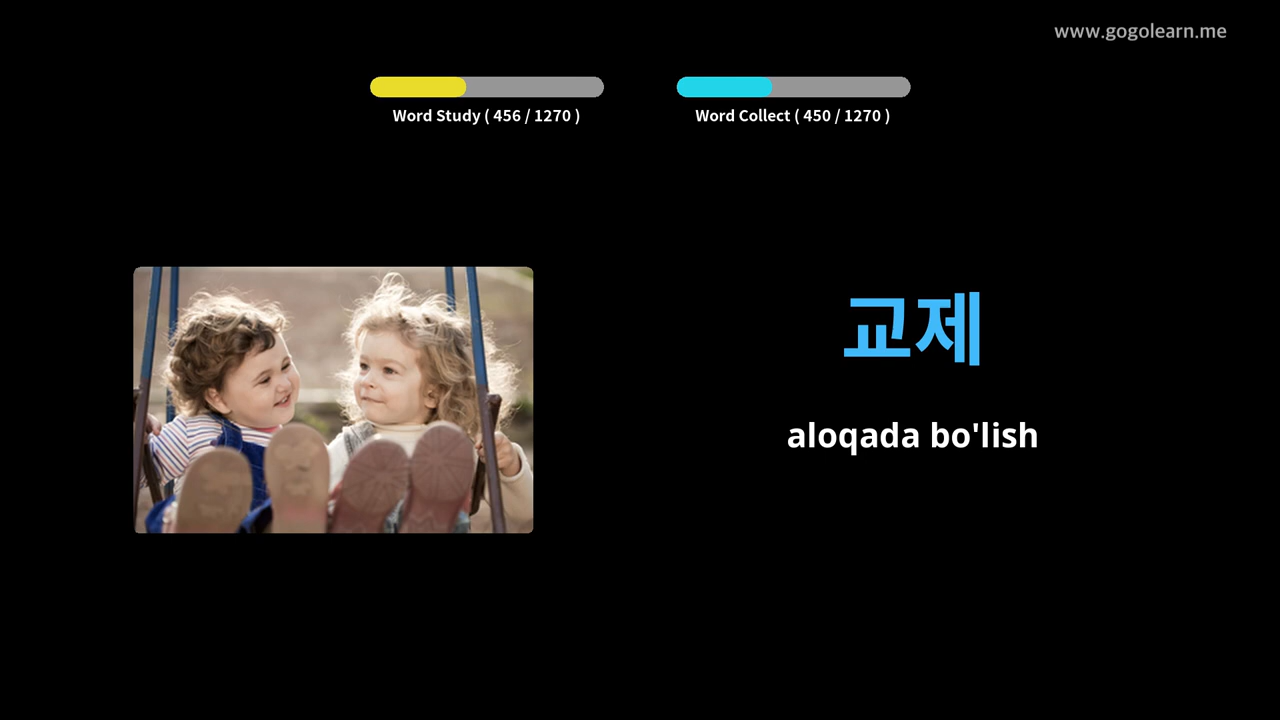 www.gogolearn.me
Word Study ( 456 / 1270 )
Word Collect ( 450 / 1270 )
교제
aloqada bo'lish